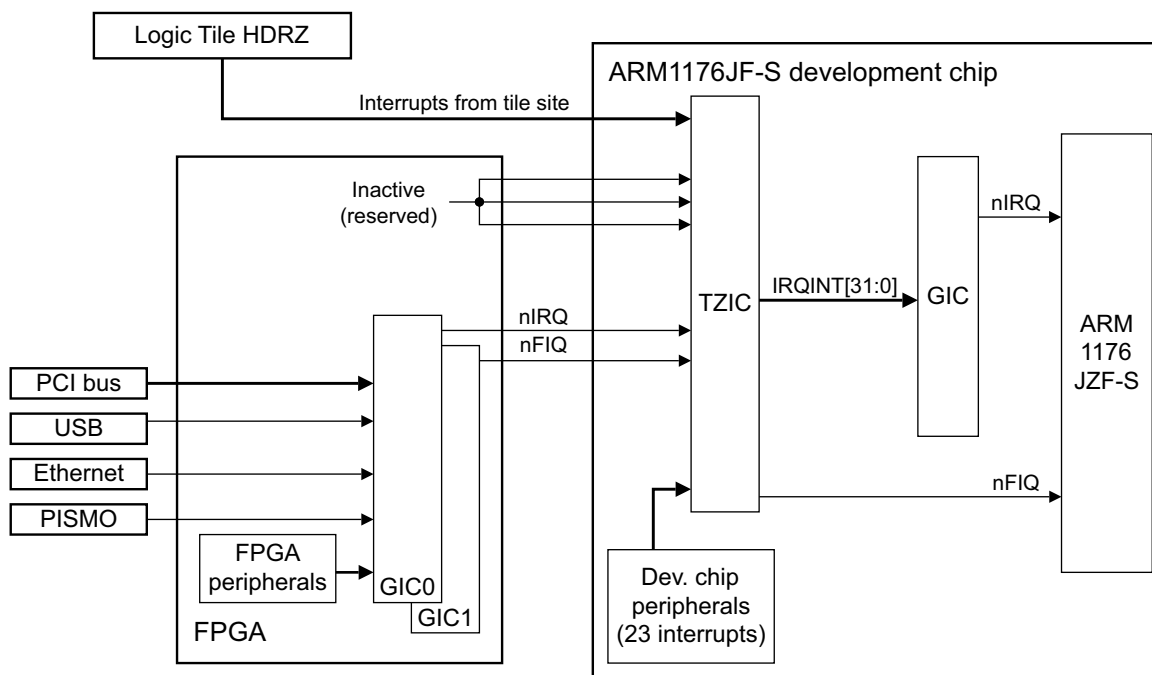 Logic Tile HDRZ
ARM1176JF-S development chip
Interrupts from tile site
Inactive
(reserved)
nIRQ
IRQINT[31:0]
TZIC
GIC
ARM
1176
JZF-S
nIRQ
nFIQ
PCI bus
USB
Ethernet
PISMO
nFIQ
FPGA
peripherals
GIC0
GIC1
FPGA
Dev. chip
peripherals
(23 interrupts)